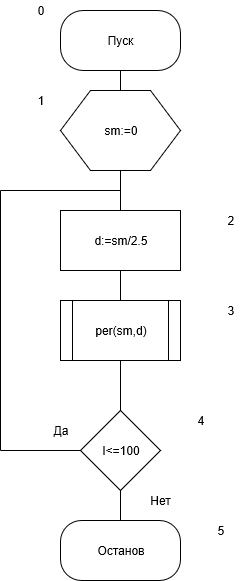 0
Пуск
1
sm:=0
2
d:=sm/2.5
3
per(sm,d)
4
I<=100
Да
Нет
5
Останов